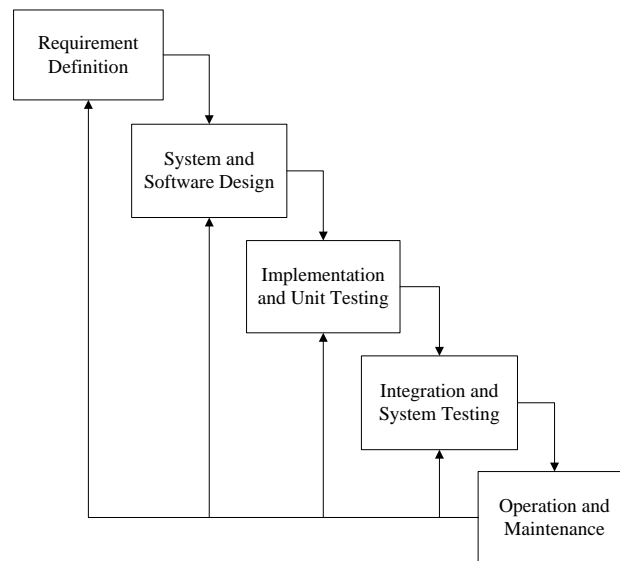 Requirement
Definition
System and
Software Design
Implementation
and Unit Testing
Integration and
System Testing
Operation and
Maintenance